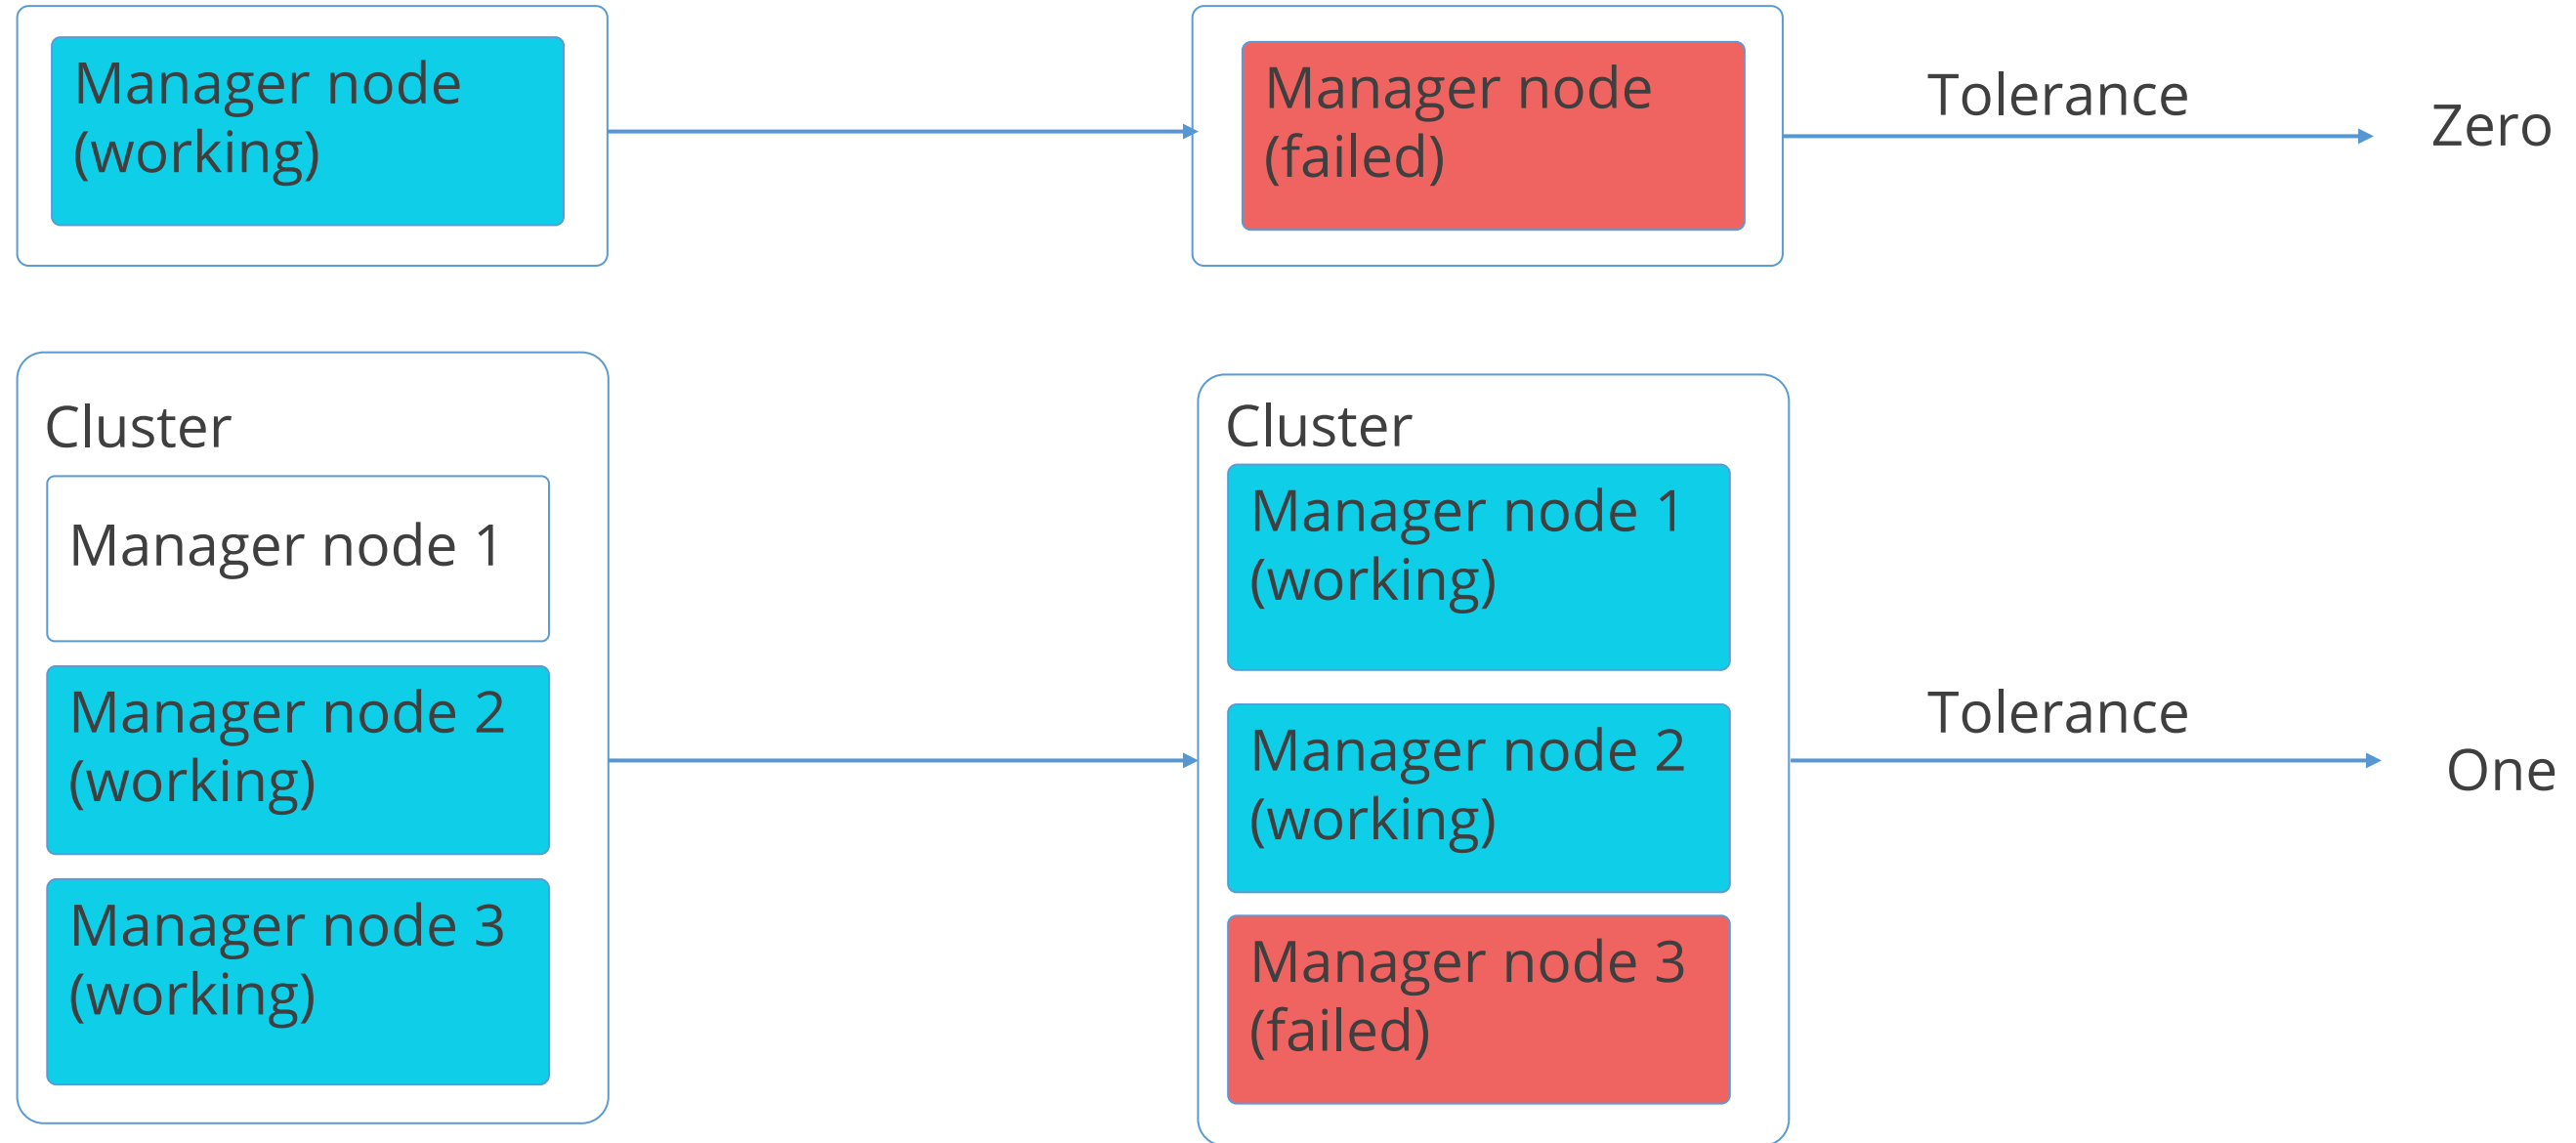 Manager node
(working)
Manager node
(failed)
Tolerance
Zero
Cluster
Manager node 1
Manager node 2
(working)
Manager node 3
(working)
Cluster
Manager node 1
(working)
Manager node 2
(working)
Manager node 3
(failed)
Tolerance
One